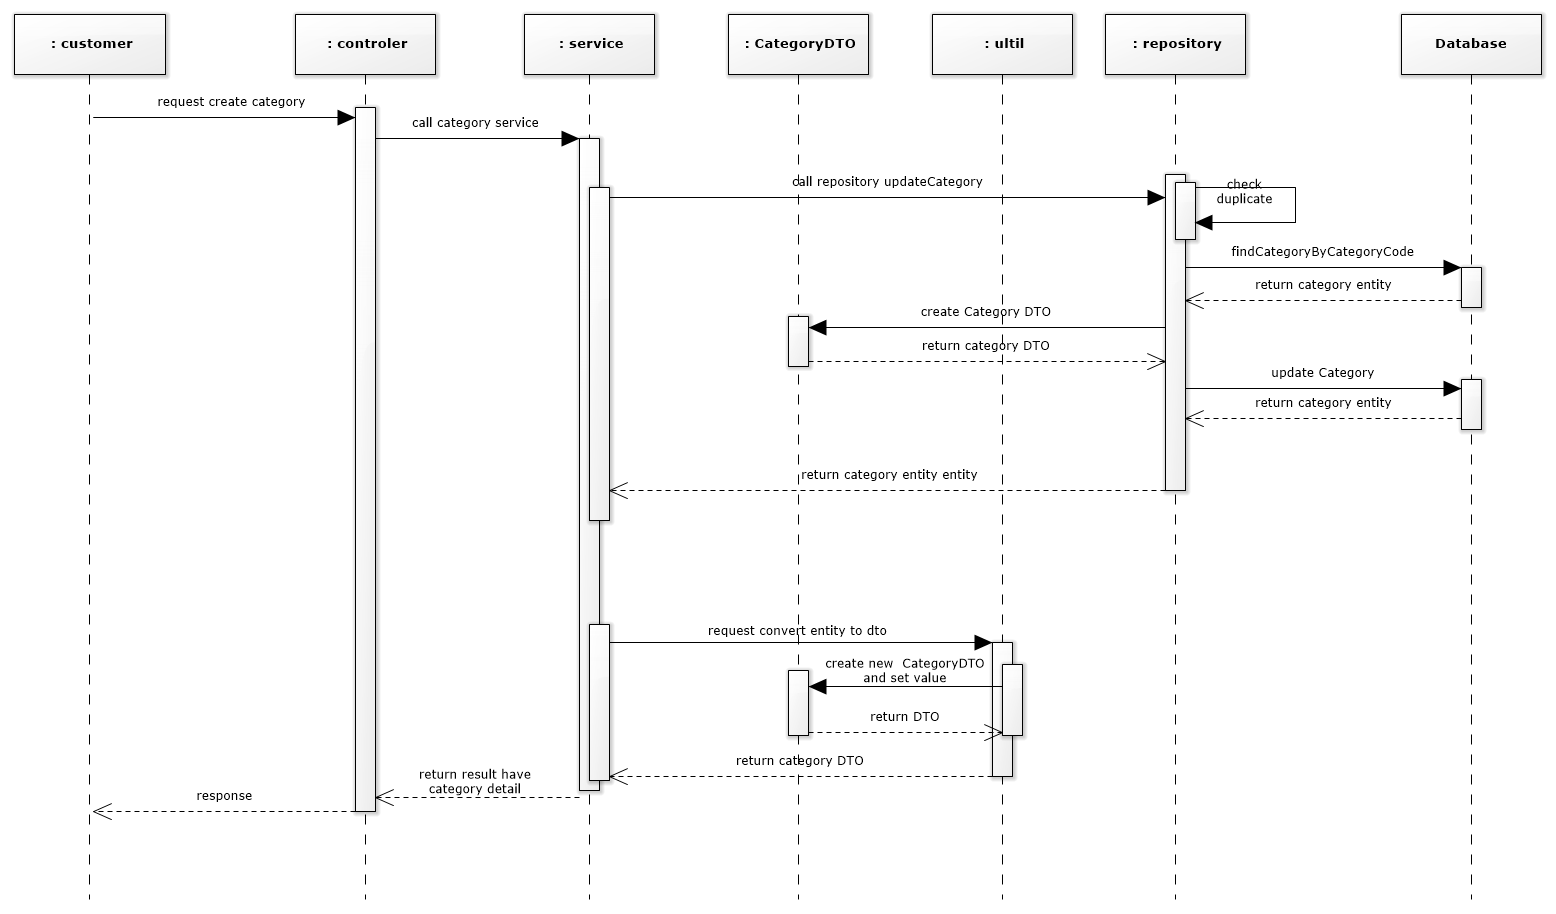 : customer
: controler
: service
: CategoryDTO
: ultil
: repository
Database
request create category
call category service
call repository updateCategory
check
duplicate
findCategoryByCategoryCode
return category entity
create Category DTO
return category DTO
update Category
return category entity
return category entity entity
request convert entity to dto
create new  CategoryDTO
and set value
return DTO
return category DTO
return result have
category detail
response